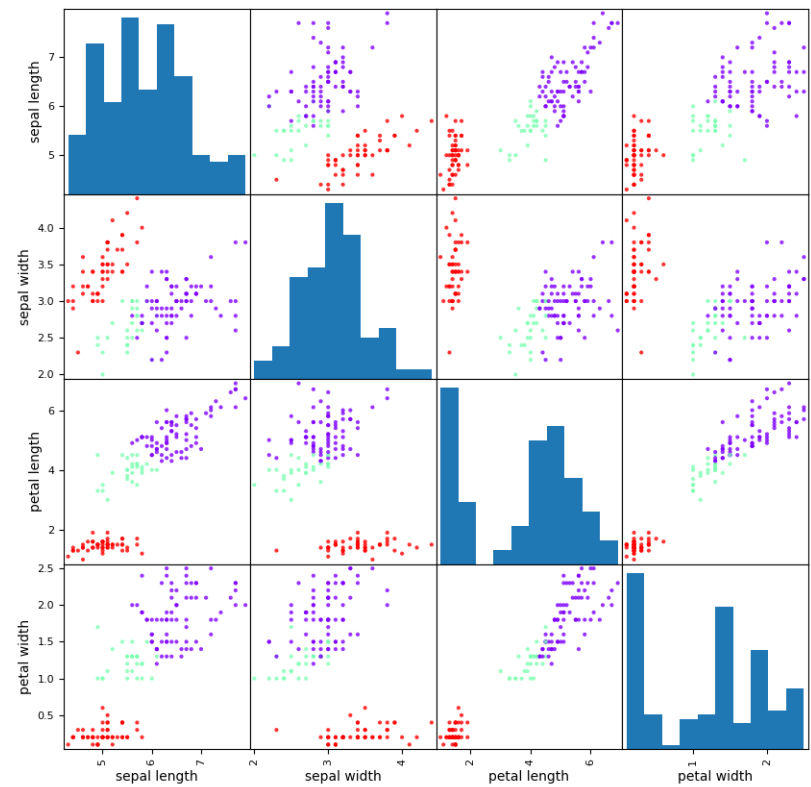 sepal length
7
6
5
sepal width
4.0
3.5
3.0
2.5
2.0
petal length
6
4
2
petal width
2.5
2.0
1.5
1.0
0.5
5 6 7 2 3 4 2 4 6 1 2
sepal length sepal width petal length petal width